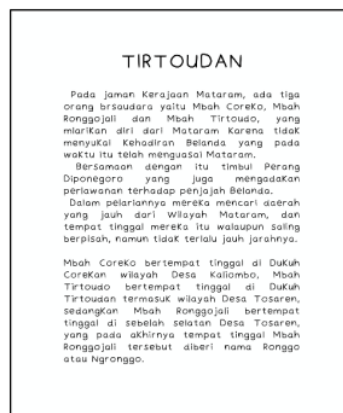 TIRTOUDAN
Pada jaman Kerajaan Mataram, ada tiga
orang brsaudara yaitu Mbah Coreko, Mbah
Ronggojali dan Mbah Tirtoudo, yang
mlarikan diri dari Mataram Karena tidak
menyukai Kehadiran Belanda yang pada
waktu itu telah menguasai Mataram.
Bersamaan dengan itu timbul Perang
Diponegoro yang juga mengadakan
perlawanan terhadap penjajah Belanda.
Dalam pelariannya mereka mencari daerah
yang jauh dari Wilayah Mataram, dan
tempat tinggal mereka itu walaupun saling
berpisah, namun tidak terlalu jauh jarahnya.
Mbah Coreko bertempat tinggal di Dukuh
Corekan wilayah Desa Kaliombo, Mbah
Tirtoudo bertempat tinggal di Dukuh
Tirtoudan termasuk wilayah Desa Tosaren,
sedangkan Mbah Ronggojali bertempat
tinggal di sebelah selatan Desa Tosaren,
yang pada akhirnya tempat tinggal Mbah
Ronggojali tersebut diberi nama Ronggo
atau Ngronggo.